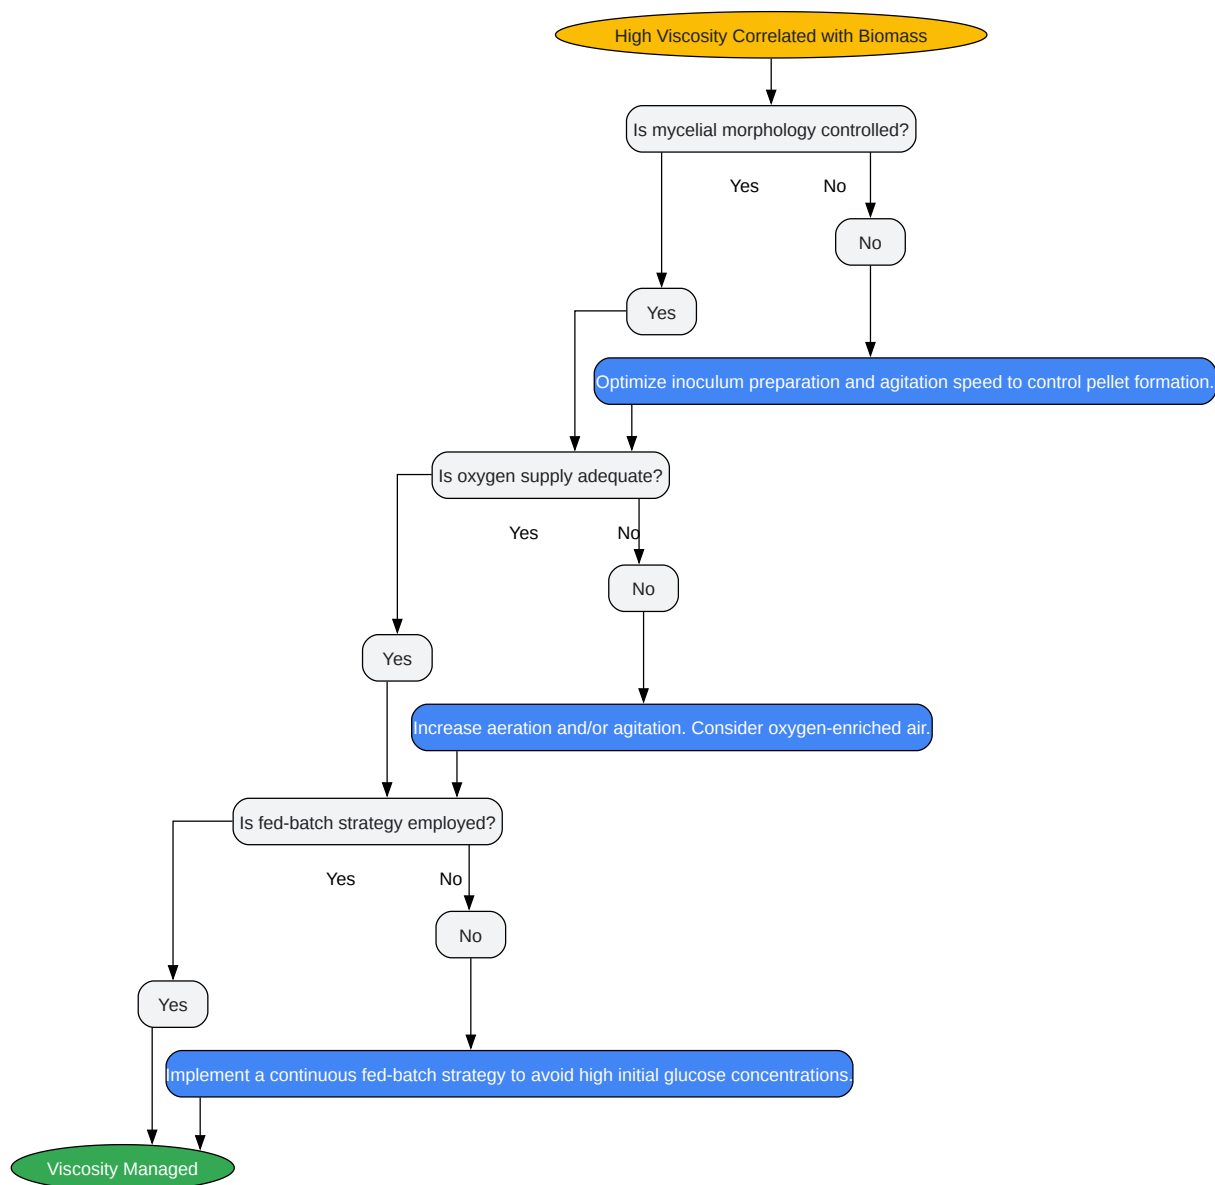 High Viscosity Correlated with Biomass
Is mycelial morphology controlled?
Yes
No
No
Yes
Optimize inoculum preparation and agitation speed to control pellet formation.
Is oxygen supply adequate?
Yes
No
No
Yes
Increase aeration and/or agitation. Consider oxygen-enriched air.
Is fed-batch strategy employed?
Yes
No
No
Yes
Implement a continuous fed-batch strategy to avoid high initial glucose concentrations.
Viscosity Managed